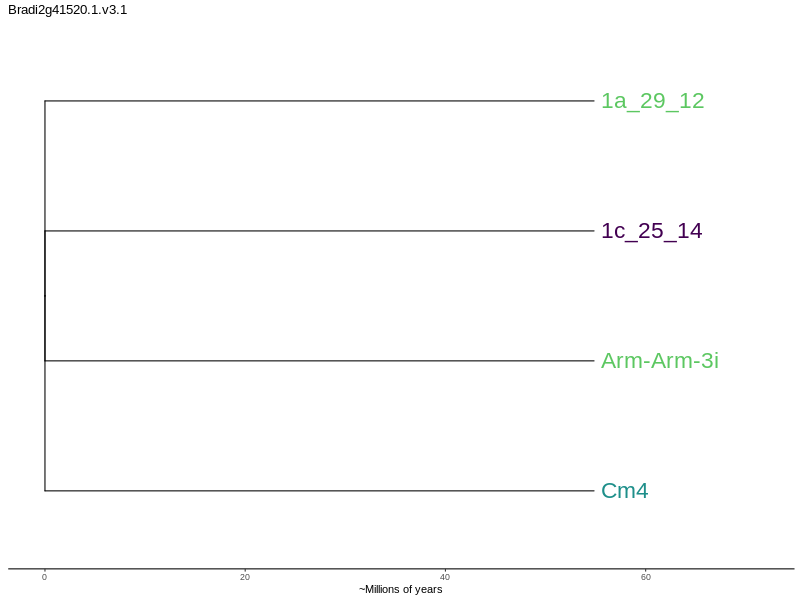 Bradi2g41520.1.v3.1
1a_29_12
1c_25_14
Arm-Arm-3i
Cm4
0 20 40 60
~Millions of years